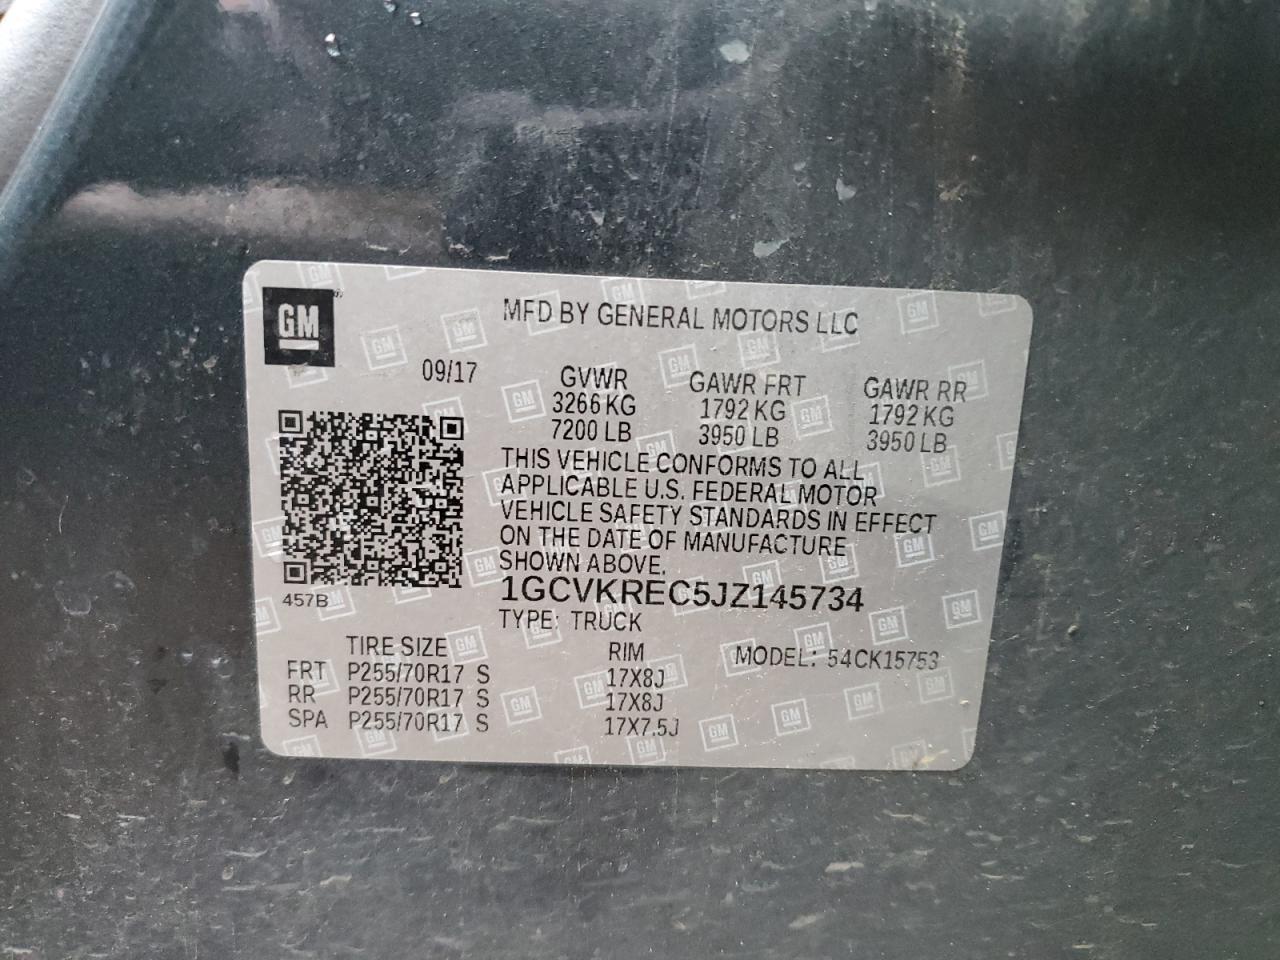 GM
MFD BY GENERAL MOTORS LLC
09/17
GVWR GAWR FRT GAWR RR
3266 KG 1792 KG 1792 KG
7200 LB 3950 LB 3950 LB
THIS VEHICLE CONFORMS TO ALL
APPLICABLE U.S. FEDERAL MOTOR
VEHICLE SAFETY STANDARDS IN EFFECT
ON THE DATE OF MANUFACTURE
SHOWN ABOVE.
457B
1GCVKREC5JZ145734
TYPE: TRUCK
TIRE SIZE RIM MODEL: 54CK15753
FRT P255/70R17 S 17X8J
RR P255/70R17 S 17X8J
SPA P255/70R17 S 17X7.5J